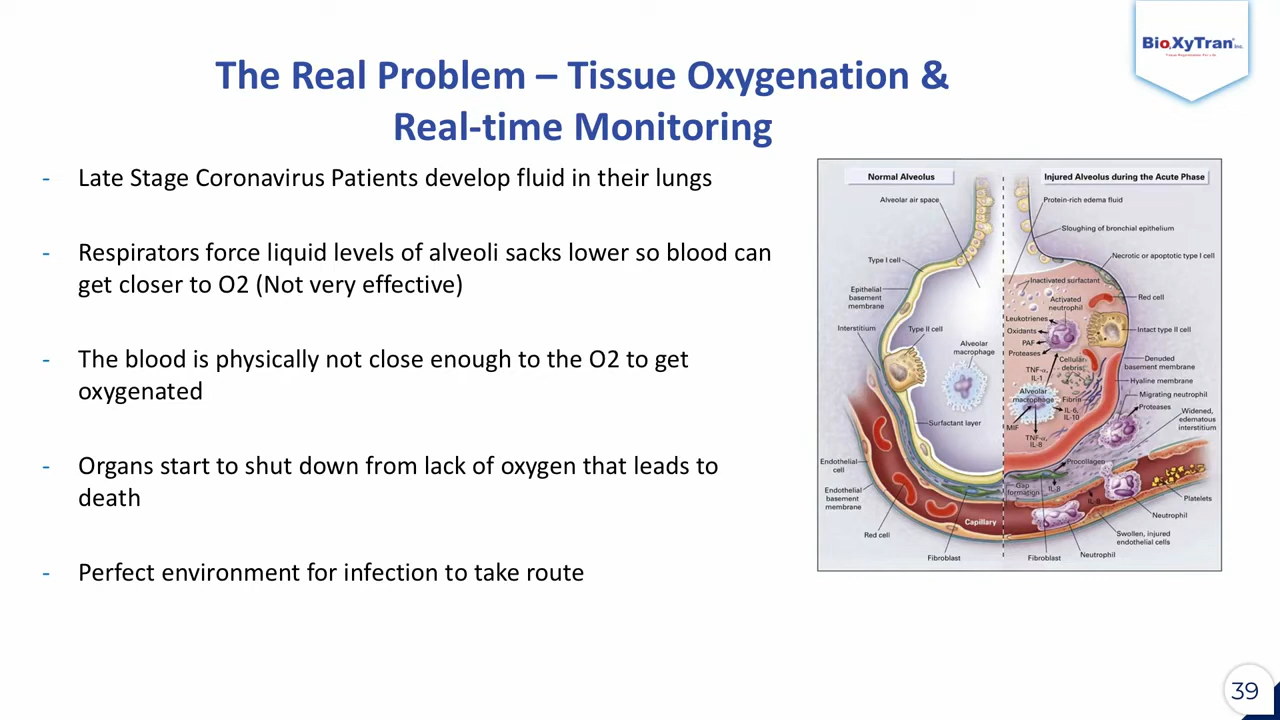 BioXyTran Inc.
Tissue Regeneration For Life
The Real Problem – Tissue Oxygenation &
Real-time Monitoring
- Late Stage Coronavirus Patients develop fluid in their lungs
- Respirators force liquid levels of alveoli sacks lower so blood can
get closer to O2 (Not very effective)
- The blood is physically not close enough to the O2 to get
oxygenated
- Organs start to shut down from lack of oxygen that leads to
death
- Perfect environment for infection to take route
Normal Alveolus
Alveolar air space
Type I cell
Epithelial
basement
membrane
Interstitium
Type II cell
Alveolar
macrophage
Surfactant layer
Endothelial
cell
Endothelial
basement
membrane
Red cell
Capillary
Fibroblast
Injured Alveolus during the Acute Phase
Protein-rich edema fluid
Sloughing of bronchial epithelium
Necrotic or apoptotic type I cell
Inactivated surfactant
Red cell
Activated
neutrophil
Leukotrienes
Oxidants
PAF
Proteases
Intact type II cell
Cellular
debris
Denuded
basement membrane
TNF-α,
IL-1
Hyaline membrane
Alveolar
macrophage
Fibrin
Migrating neutrophil
Proteases
IL-6,
IL-10
Widened,
edematous
interstitium
MIF
TNF-α,
IL-8
Procollagen
Gap
formation
IL-8
IL-8
Platelets
Neutrophil
Swollen, injured
endothelial cells
Fibroblast
Neutrophil
39